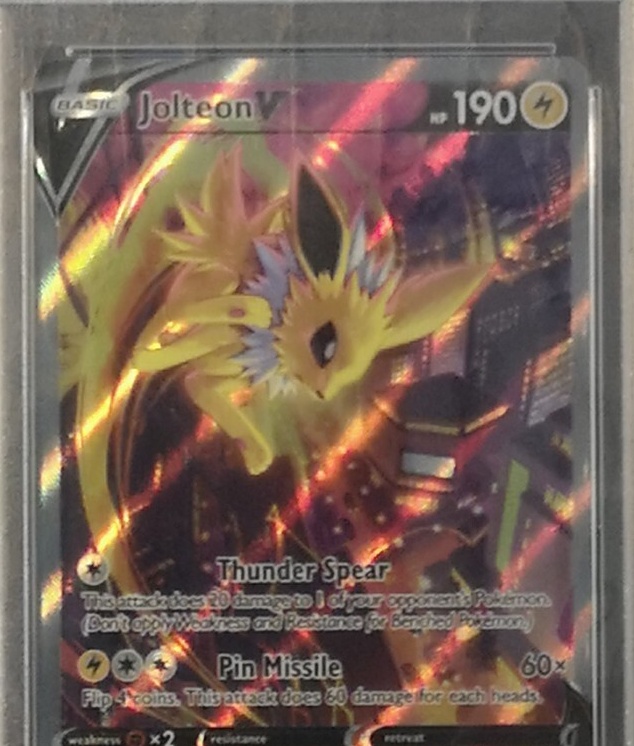 BASIC Jolteon V HP 190
Thunder Spear
This attack does 20 damage to 1 of your opponent's Pokémon.
(Don't apply Weakness and Resistance for Benched Pokémon.)
Pin Missile 60×
Flip 4 coins. This attack does 60 damage for each heads.
weakness ×2 resistance retreat